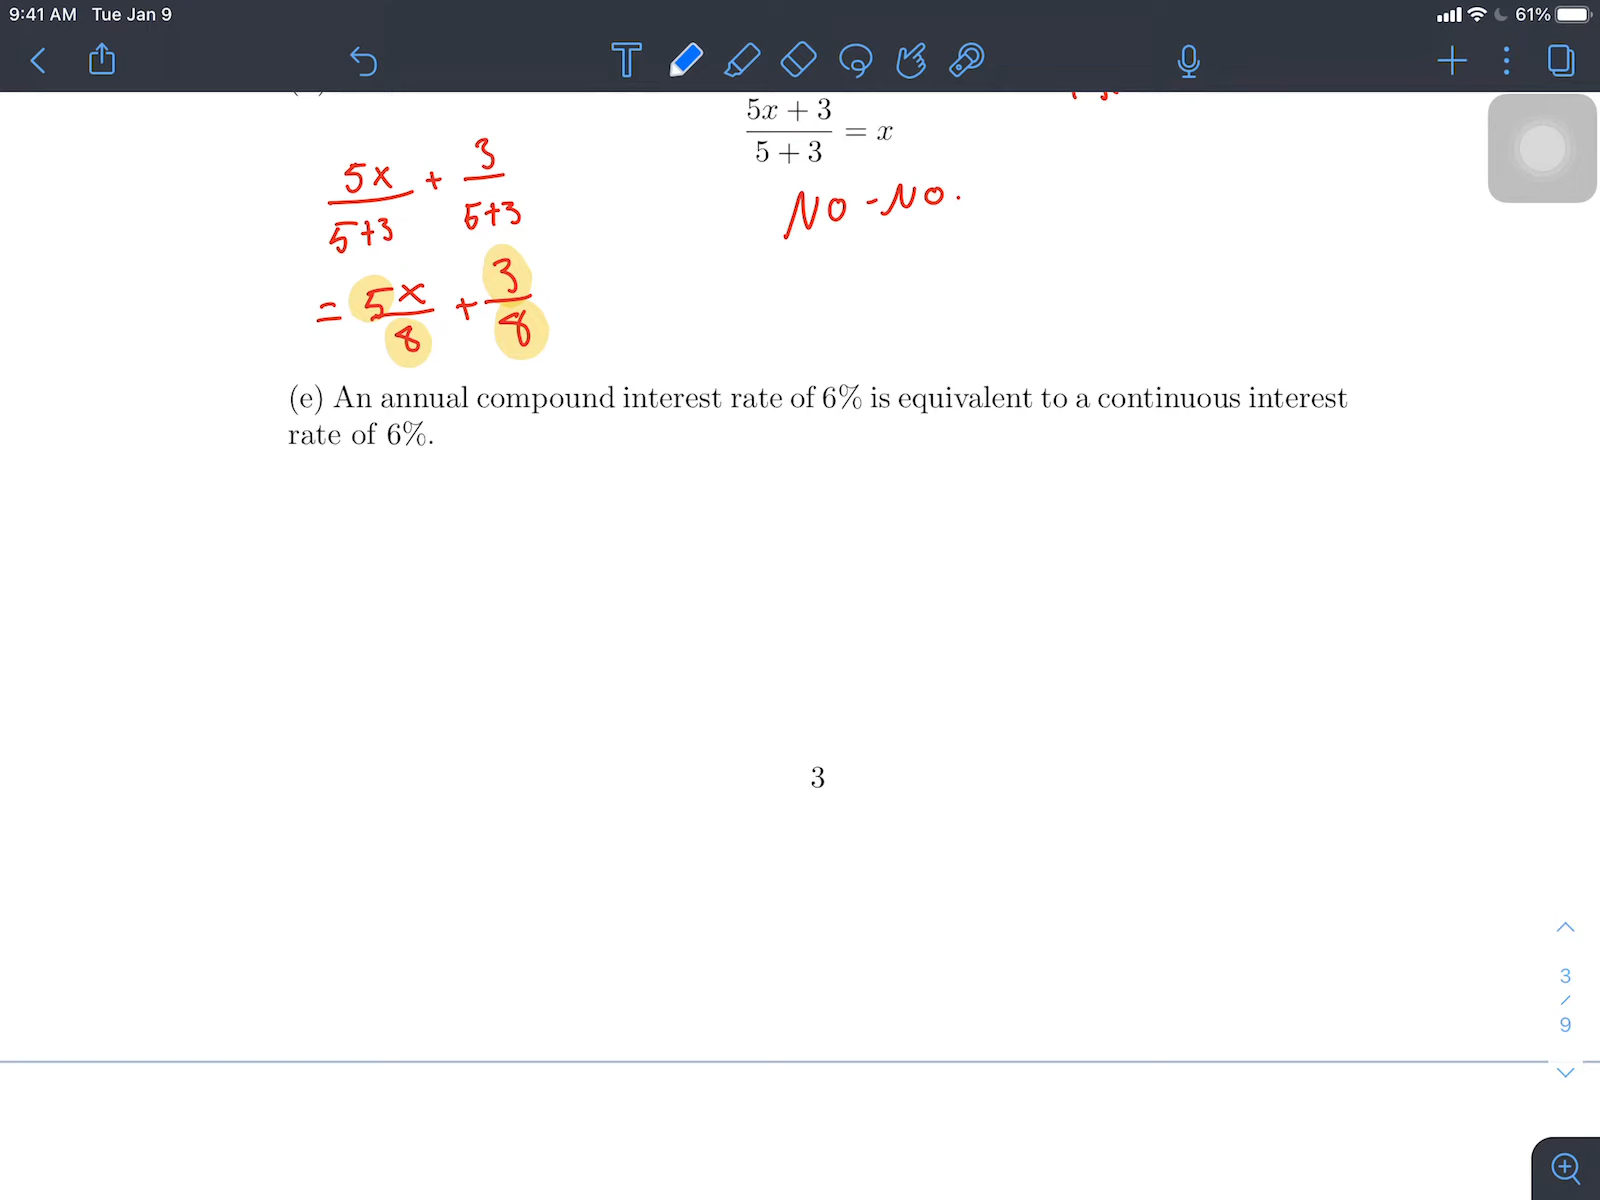 9:41 AM Tue Jan 9 61%
T
5x + 3
5 + 3
= x
5x + 3
5+3 5+3
NO-NO.
= 5x + 3
8 8
(e) An annual compound interest rate of 6% is equivalent to a continuous interest
rate of 6%.
3
3
/
9